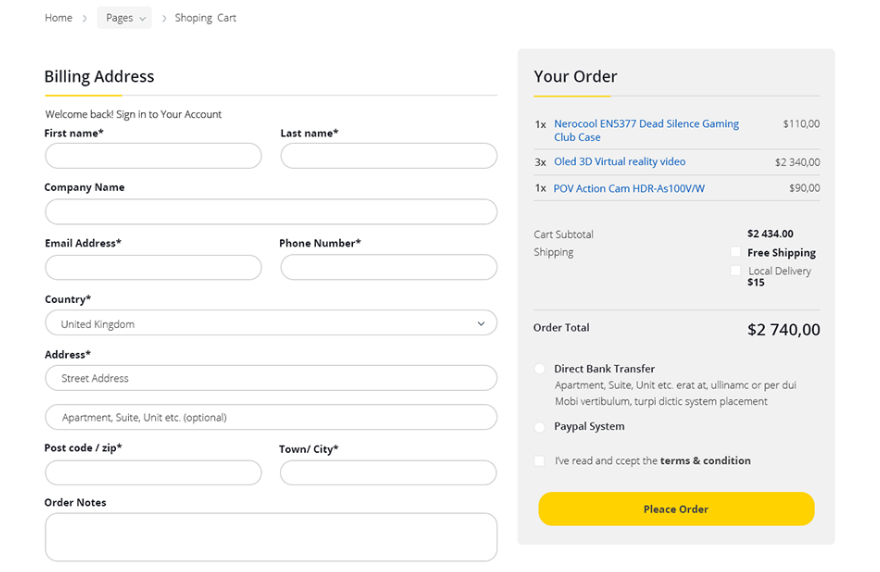 Home > Pages > Shoping Cart
Billing Address
Welcome back! Sign in to Your Account
First name* Last name*
Company Name
Email Address* Phone Number*
Country*
United Kingdom
Address*
Street Address
Apartment, Suite, Unit etc. (optional)
Post code / zip* Town/ City*
Order Notes
Your Order
1x Nerocool EN5377 Dead Silence Gaming $110,00
Club Case
3x Oled 3D Virtual reality video $2 340,00
1x POV Action Cam HDR-As100V/W $90,00
Cart Subtotal $2 434.00
Shipping Free Shipping
Local Delivery
$15
Order Total $2 740,00
Direct Bank Transfer
Apartment, Suite, Unit etc. erat at, ullinamc or per dui
Mobi vertibulum, turpi dictic system placement
Paypal System
I've read and ccept the terms & condition
Pleace Order